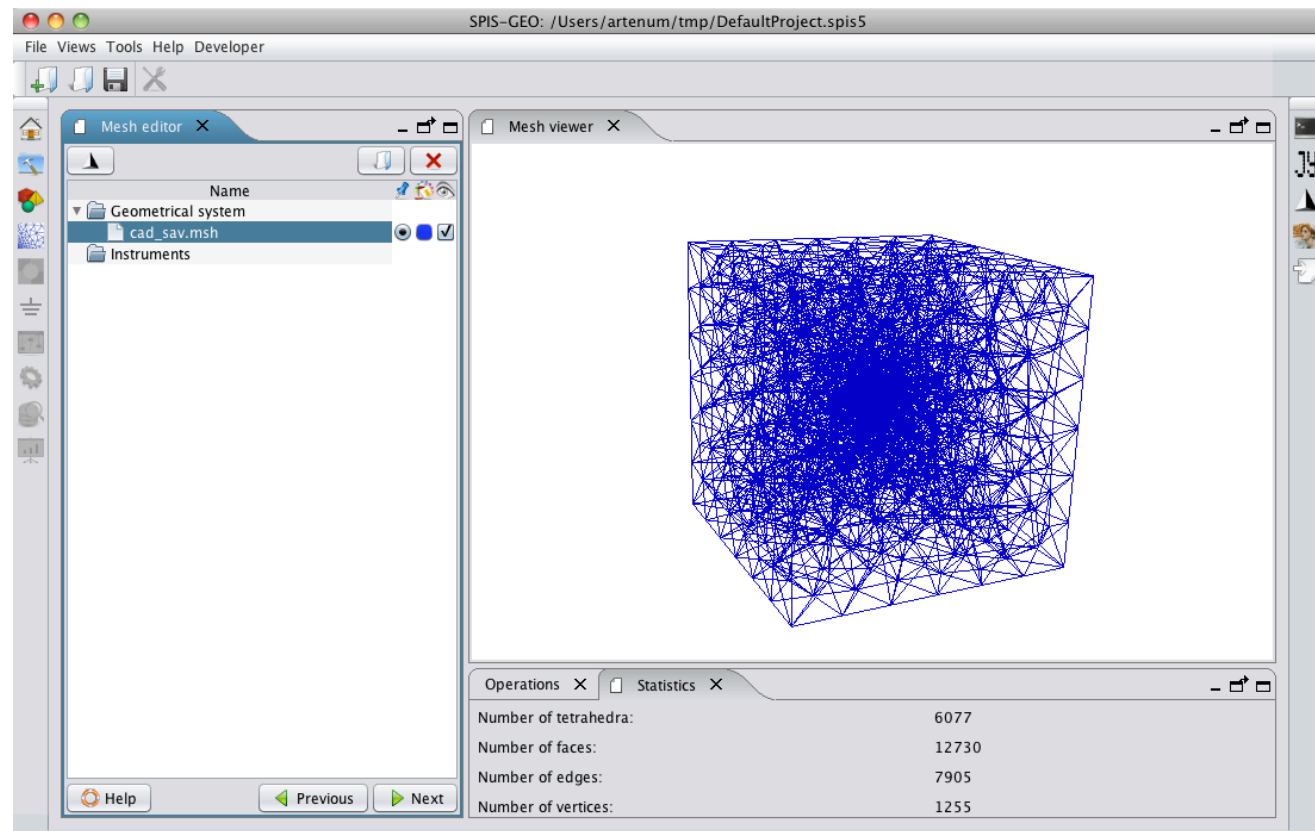 SPIS-GEO: /Users/artenum/tmp/DefaultProject.spis5
File Views Tools Help Developer
Mesh editor
Mesh viewer
Name
Geometrical system
cad_sav.msh
Instruments
Operations
Statistics
Number of tetrahedra: 6077
Number of faces: 12730
Number of edges: 7905
Number of vertices: 1255
Help
Previous
Next